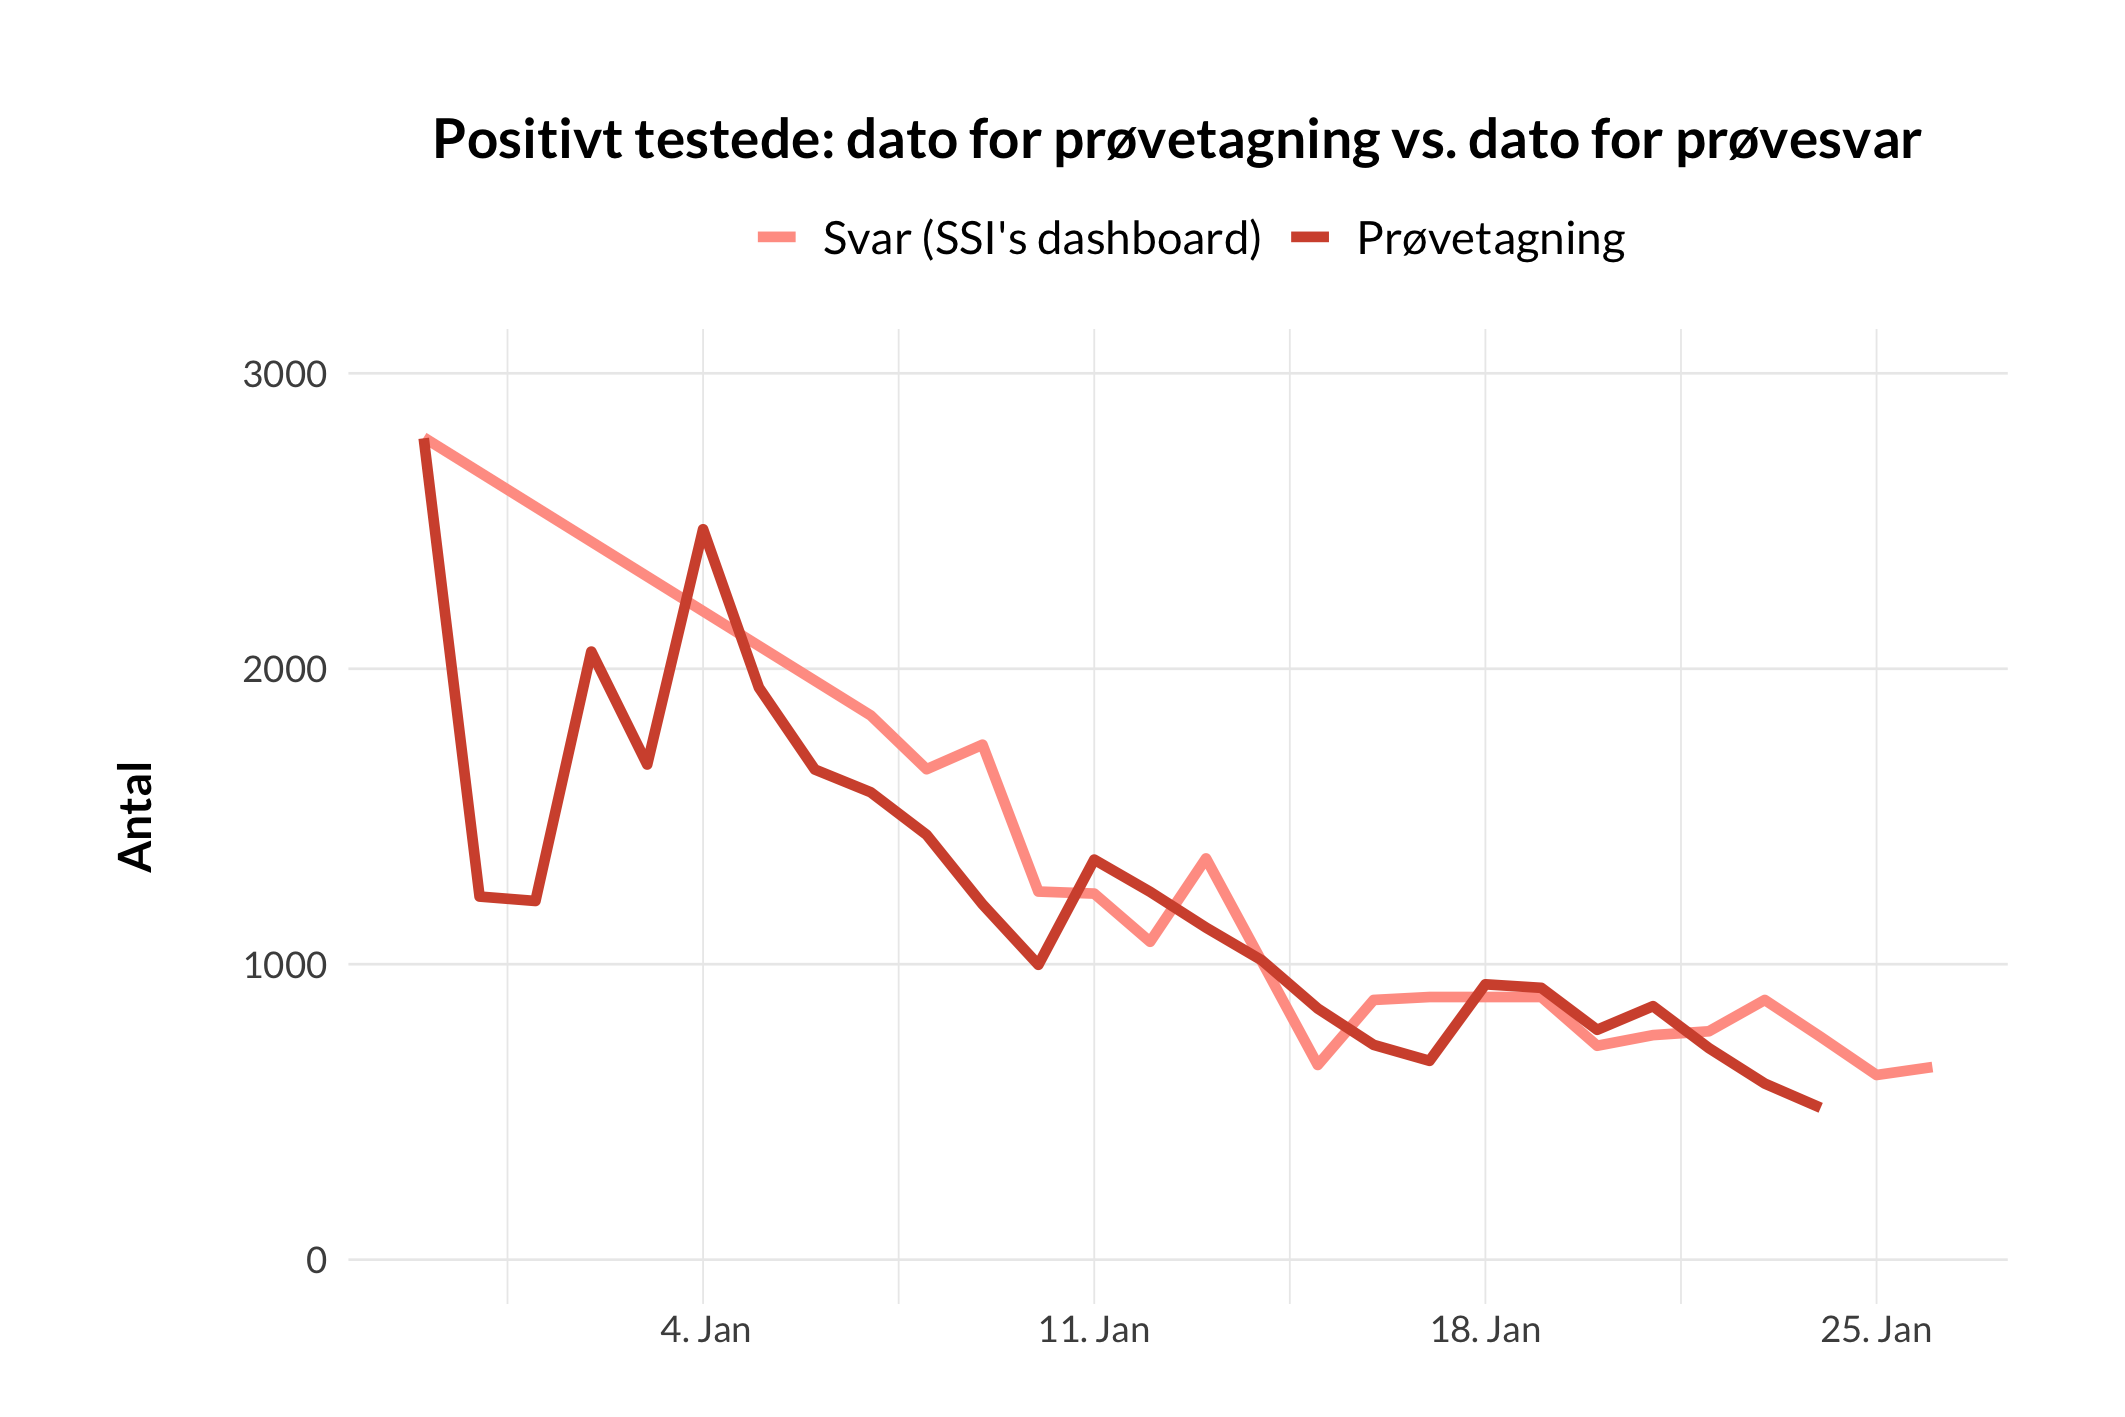 Positivt testede: dato for prøvetagning vs. dato for prøvesvar
Svar (SSI's dashboard) Prøvetagning
3000
2000
1000
0
Antal
4. Jan 11. Jan 18. Jan 25. Jan